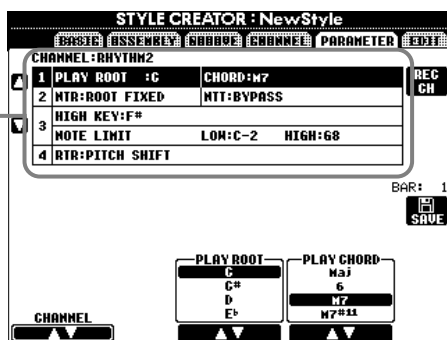 STYLE CREATOR : NewStyle
BASIC ASSEMBLY GROOVE CHANNEL PARAMETER EDIT
CHANNEL:RHYTHM2
1 PLAY ROOT :C CHORD:M7
REC CH
2 NTR:ROOT FIXED NTT:BYPASS
3 HIGH KEY:F#
NOTE LIMIT LOW:C-2 HIGH:G8
4 RTR:PITCH SHIFT
BAR: 1
SAVE
PLAY ROOT PLAY CHORD
C Maj
C# 6
D M7
E♭ M7#11
CHANNEL